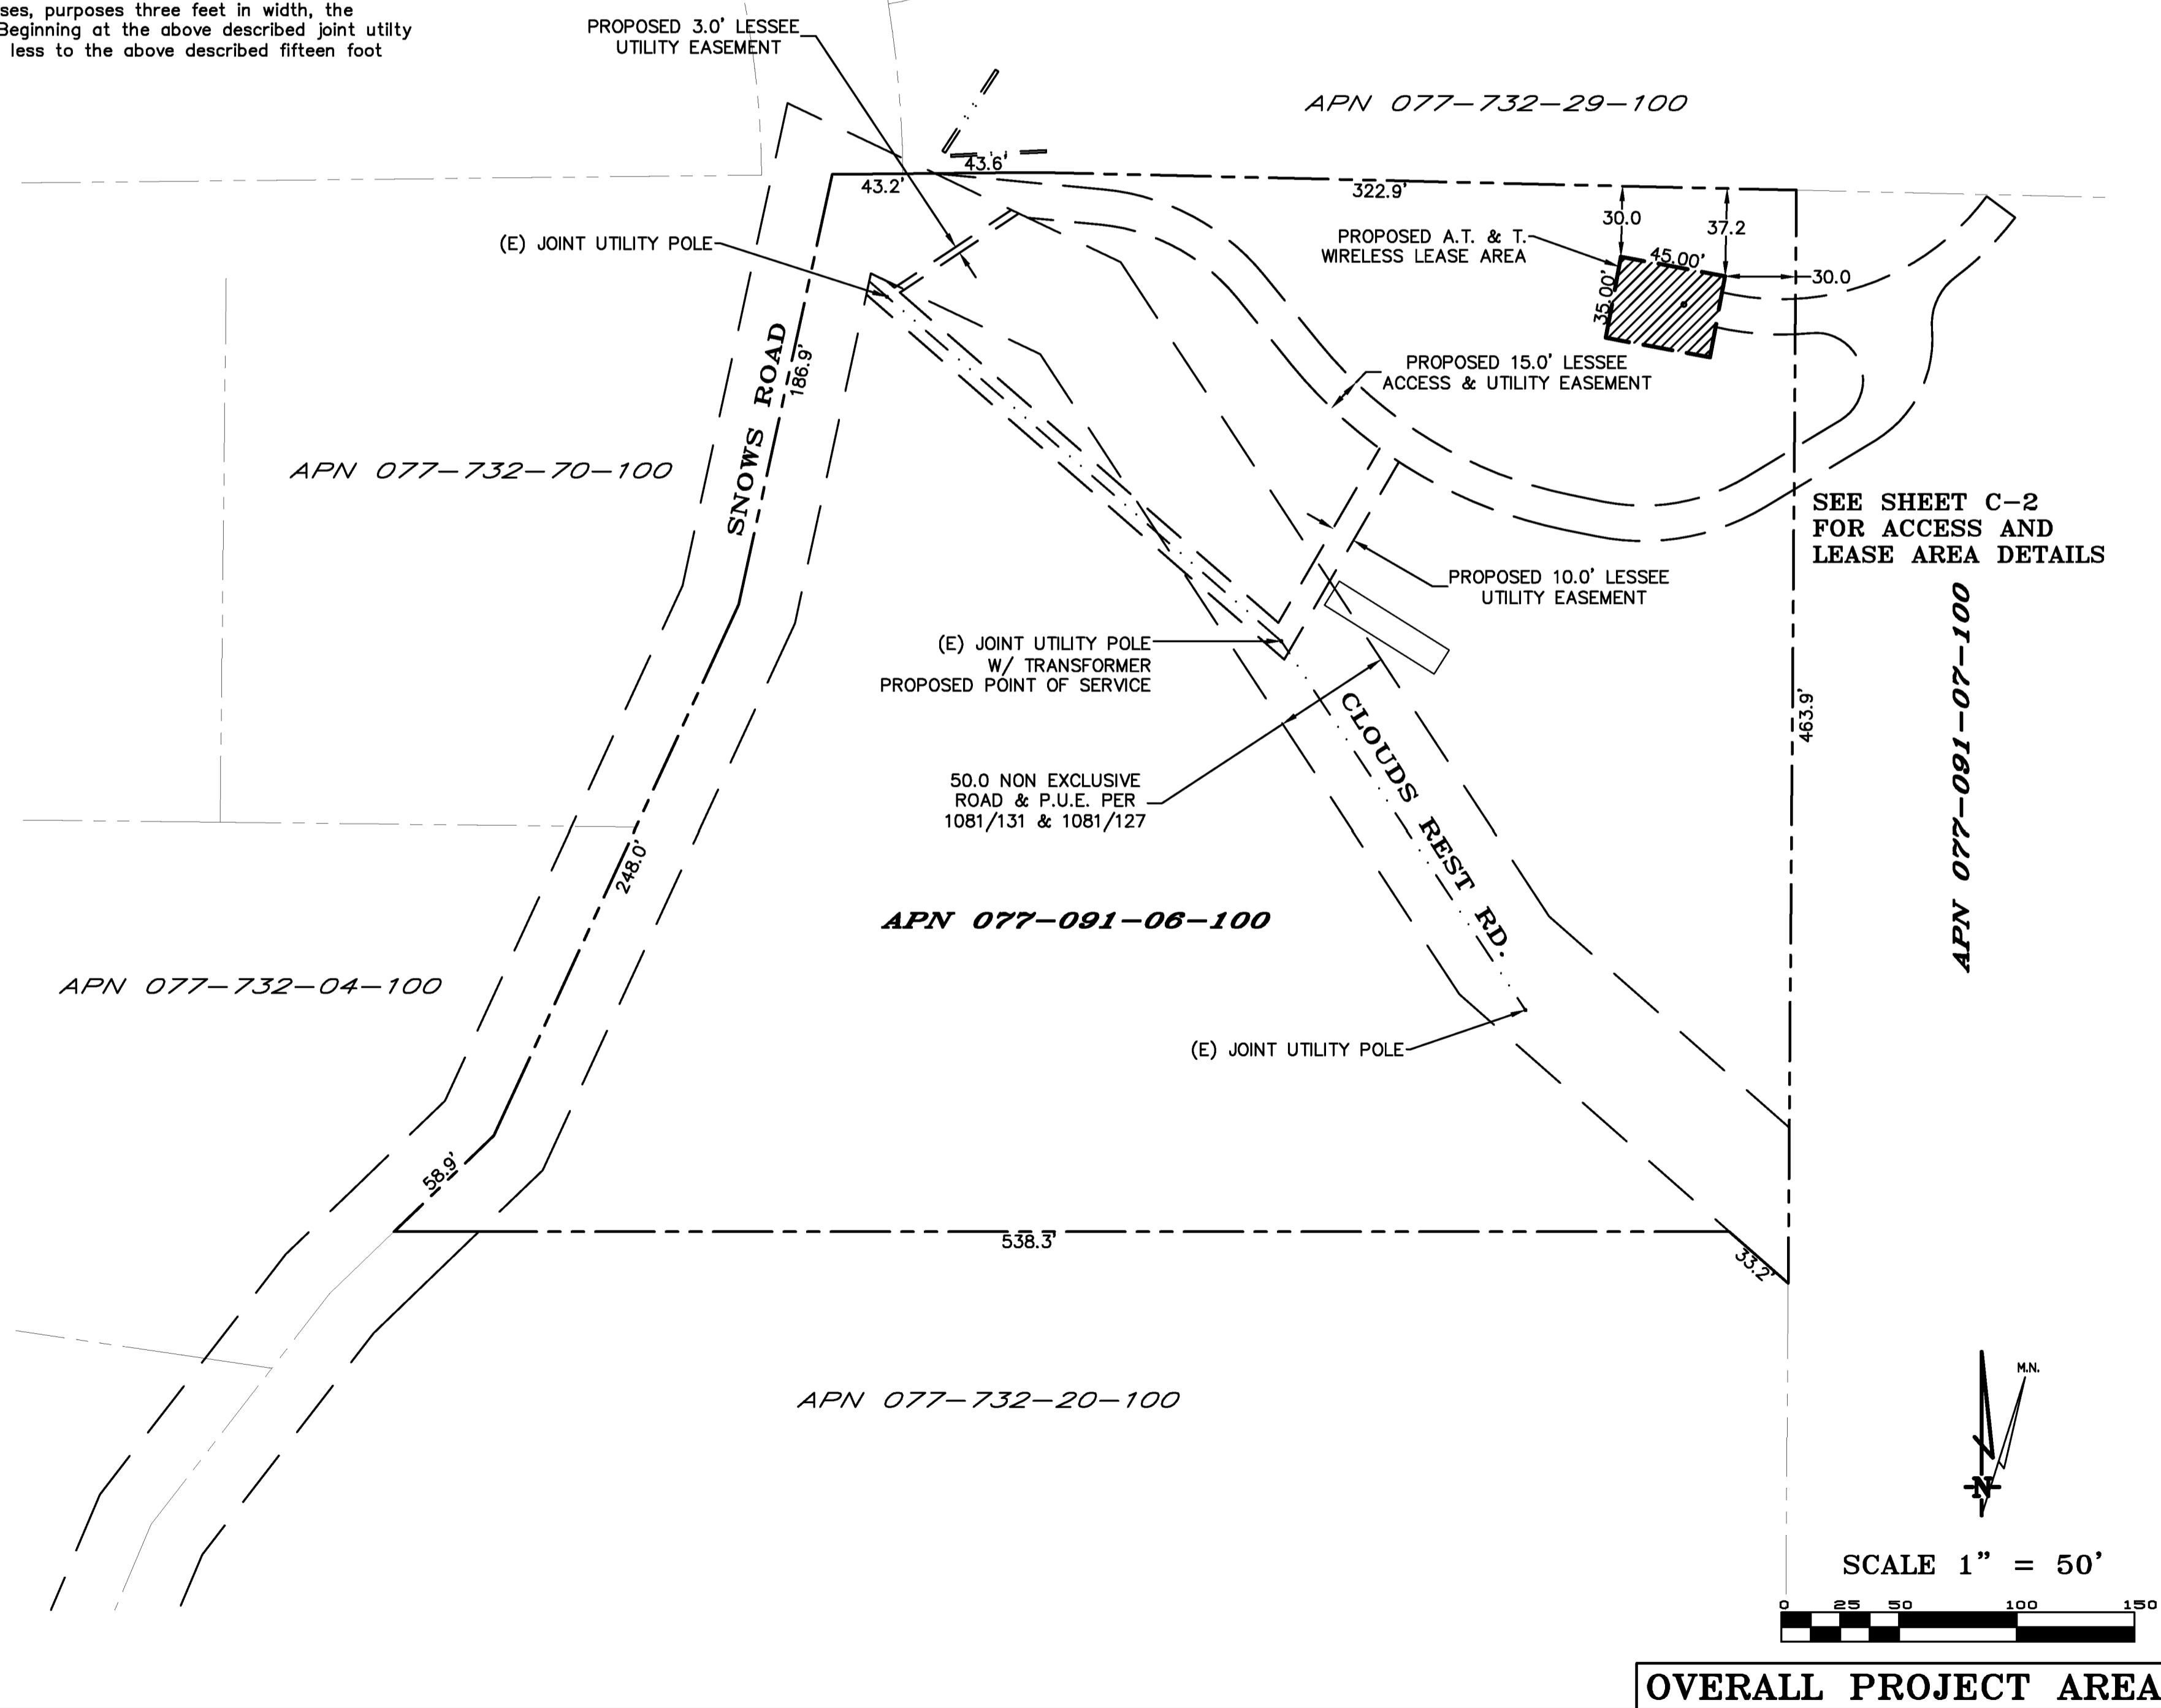 ses, purposes three feet in width, the
Beginning at the above described joint utilty
less to the above described fifteen foot
PROPOSED 3.0' LESSEE
UTILITY EASEMENT
APN 077-732-29-100
43.2'
43.6'
322.9'
30.0
37.2
(E) JOINT UTILITY POLE
PROPOSED A.T. & T.
WIRELESS LEASE AREA
45.00'
35.00'
30.0
SNOWS ROAD
186.9'
PROPOSED 15.0' LESSEE
ACCESS & UTILITY EASEMENT
APN 077-732-70-100
SEE SHEET C-2
FOR ACCESS AND
LEASE AREA DETAILS
PROPOSED 10.0' LESSEE
UTILITY EASEMENT
(E) JOINT UTILITY POLE
W/ TRANSFORMER
PROPOSED POINT OF SERVICE
CLOUDS REST RD.
463.9'
APN 077-091-07-100
50.0 NON EXCLUSIVE
ROAD & P.U.E. PER
1081/131 & 1081/127
248.0'
APN 077-091-06-100
APN 077-732-04-100
(E) JOINT UTILITY POLE
58.9'
538.3'
33.2'
APN 077-732-20-100
M.N.
N
SCALE 1" = 50'
0 25 50 100 150
OVERALL PROJECT AREA